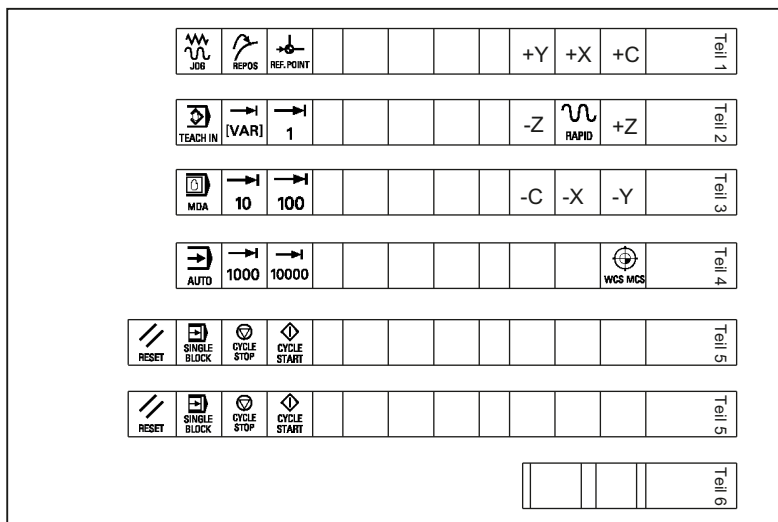 JOG REPOS REF. POINT +Y +X +C Teil 1
TEACH IN [VAR] 1 -Z RAPID +Z Teil 2
MDA 10 100 -C -X -Y Teil 3
AUTO 1000 10000 WCS MCS Teil 4
RESET SINGLE BLOCK CYCLE STOP CYCLE START Teil 5
RESET SINGLE BLOCK CYCLE STOP CYCLE START Teil 5
Teil 6